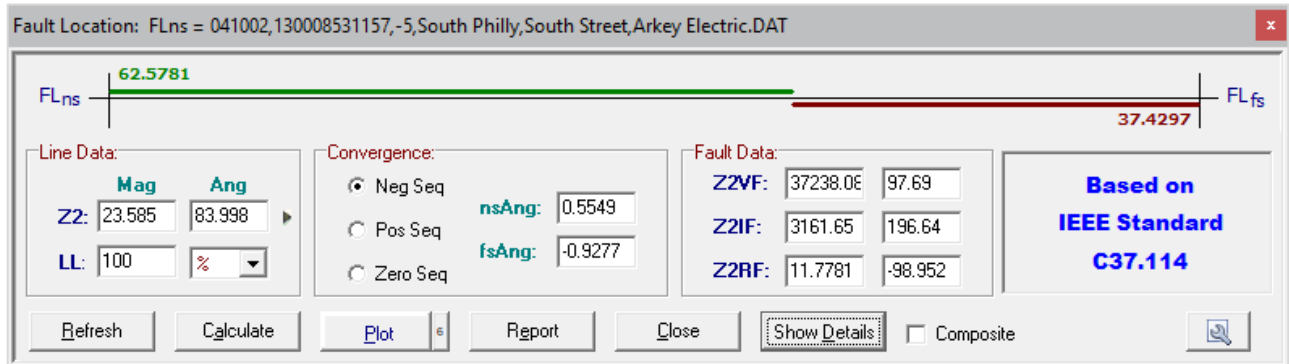 Fault Location: FLns = 041002,130008531157,-5,South Philly,South Street,Arkey Electric.DAT
x
62.5781
FLns
FLfs
37.4297
Line Data:
Mag Ang
Z2: 23.585 83.998
LL: 100 %
Convergence:
Neg Seq
Pos Seq
Zero Seq
nsAng: 0.5549
fsAng: -0.9277
Fault Data:
Z2VF: 37238.08 97.69
Z2IF: 3161.65 196.64
Z2RF: 11.7781 -98.952
Based on
IEEE Standard
C37.114
Refresh Calculate Plot 6 Report Close Show Details Composite